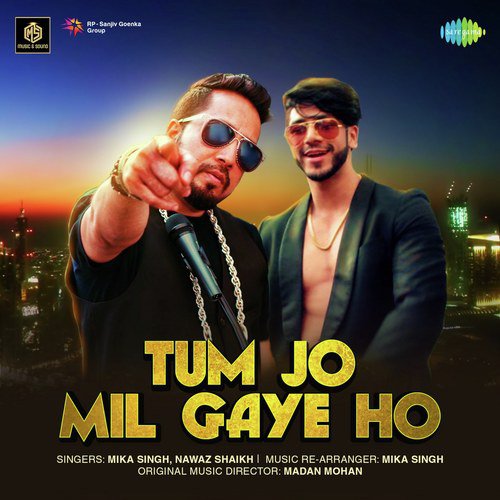 MS
MUSIC & SOUND
RP-Sanjiv Goenka
Group
saregama
TUM JO
MIL GAYE HO
SINGERS: MIKA SINGH, NAWAZ SHAIKH | MUSIC RE-ARRANGER: MIKA SINGH
ORIGINAL MUSIC DIRECTOR: MADAN MOHAN